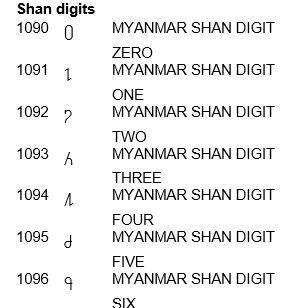 Shan digits
1090 ႐ MYANMAR SHAN DIGIT
ZERO
1091 ႑ MYANMAR SHAN DIGIT
ONE
1092 ႒ MYANMAR SHAN DIGIT
TWO
1093 ႓ MYANMAR SHAN DIGIT
THREE
1094 ႔ MYANMAR SHAN DIGIT
FOUR
1095 ႕ MYANMAR SHAN DIGIT
FIVE
1096 ႖ MYANMAR SHAN DIGIT
SIX